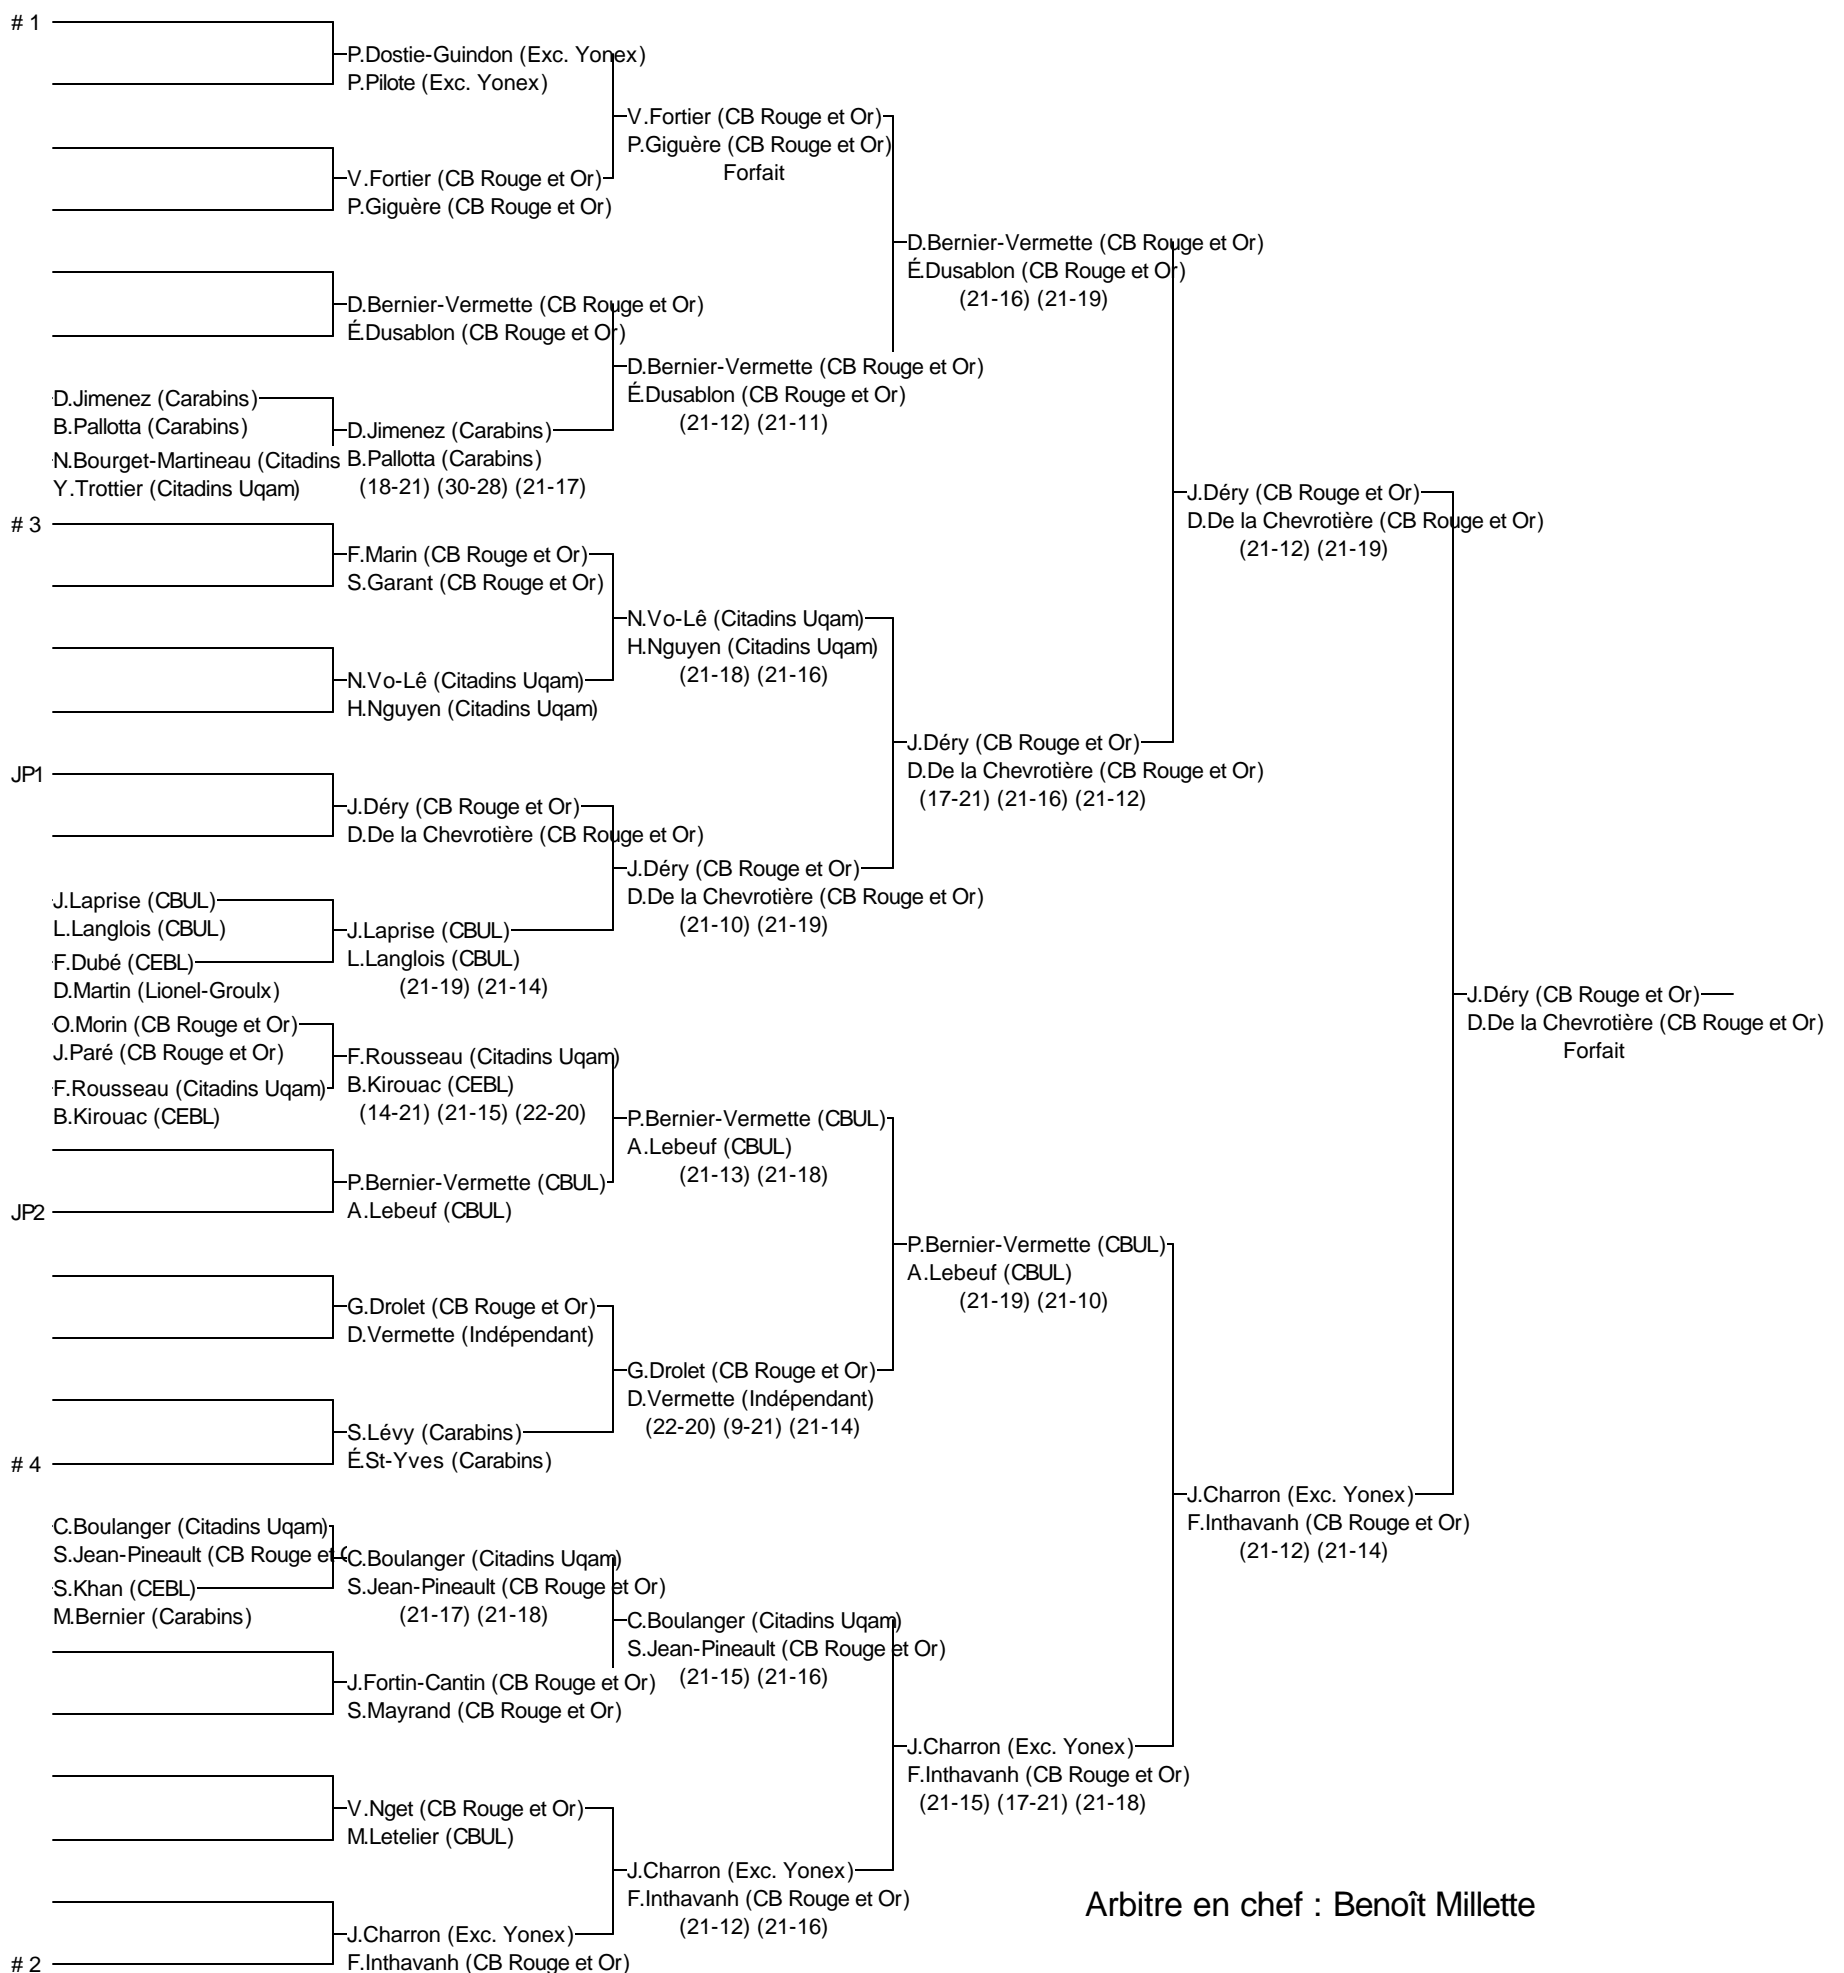 # 1
P.Dostie-Guindon (Exc. Yonex)
P.Pilote (Exc. Yonex)
V.Fortier (CB Rouge et Or)
P.Giguère (CB Rouge et Or)
Forfait
V.Fortier (CB Rouge et Or)
P.Giguère (CB Rouge et Or)
D.Bernier-Vermette (CB Rouge et Or)
É.Dusablon (CB Rouge et Or)
(21-16) (21-19)
D.Bernier-Vermette (CB Rouge et Or)
É.Dusablon (CB Rouge et Or)
D.Bernier-Vermette (CB Rouge et Or)
É.Dusablon (CB Rouge et Or)
(21-12) (21-11)
D.Jimenez (Carabins)
B.Pallotta (Carabins)
N.Bourget-Martineau (Citadins
Y.Trottier (Citadins Uqam)
D.Jimenez (Carabins)
B.Pallotta (Carabins)
(18-21) (30-28) (21-17)
J.Déry (CB Rouge et Or)
D.De la Chevrotière (CB Rouge et Or)
(21-12) (21-19)
# 3
F.Marin (CB Rouge et Or)
S.Garant (CB Rouge et Or)
N.Vo-Lê (Citadins Uqam)
H.Nguyen (Citadins Uqam)
(21-18) (21-16)
N.Vo-Lê (Citadins Uqam)
H.Nguyen (Citadins Uqam)
J.Déry (CB Rouge et Or)
D.De la Chevrotière (CB Rouge et Or)
(17-21) (21-16) (21-12)
JP1
J.Déry (CB Rouge et Or)
D.De la Chevrotière (CB Rouge et Or)
J.Déry (CB Rouge et Or)
D.De la Chevrotière (CB Rouge et Or)
(21-10) (21-19)
J.Laprise (CBUL)
L.Langlois (CBUL)
F.Dubé (CEBL)
D.Martin (Lionel-Groulx)
J.Laprise (CBUL)
L.Langlois (CBUL)
(21-19) (21-14)
J.Déry (CB Rouge et Or)
D.De la Chevrotière (CB Rouge et Or)
Forfait
O.Morin (CB Rouge et Or)
J.Paré (CB Rouge et Or)
F.Rousseau (Citadins Uqam)
B.Kirouac (CEBL)
F.Rousseau (Citadins Uqam)
B.Kirouac (CEBL)
(14-21) (21-15) (22-20)
P.Bernier-Vermette (CBUL)
A.Lebeuf (CBUL)
(21-13) (21-18)
P.Bernier-Vermette (CBUL)
A.Lebeuf (CBUL)
JP2
P.Bernier-Vermette (CBUL)
A.Lebeuf (CBUL)
(21-19) (21-10)
G.Drolet (CB Rouge et Or)
D.Vermette (Indépendant)
G.Drolet (CB Rouge et Or)
D.Vermette (Indépendant)
(22-20) (9-21) (21-14)
S.Lévy (Carabins)
É.St-Yves (Carabins)
# 4
J.Charron (Exc. Yonex)
F.Inthavanh (CB Rouge et Or)
(21-12) (21-14)
C.Boulanger (Citadins Uqam)
S.Jean-Pineault (CB Rouge et O
S.Khan (CEBL)
M.Bernier (Carabins)
C.Boulanger (Citadins Uqam)
S.Jean-Pineault (CB Rouge et Or)
(21-17) (21-18)
C.Boulanger (Citadins Uqam)
S.Jean-Pineault (CB Rouge et Or)
(21-15) (21-16)
J.Fortin-Cantin (CB Rouge et Or)
S.Mayrand (CB Rouge et Or)
J.Charron (Exc. Yonex)
F.Inthavanh (CB Rouge et Or)
(21-15) (17-21) (21-18)
V.Nget (CB Rouge et Or)
M.Letelier (CBUL)
J.Charron (Exc. Yonex)
F.Inthavanh (CB Rouge et Or)
(21-12) (21-16)
J.Charron (Exc. Yonex)
F.Inthavanh (CB Rouge et Or)
# 2
Arbitre en chef : Benoît Millette